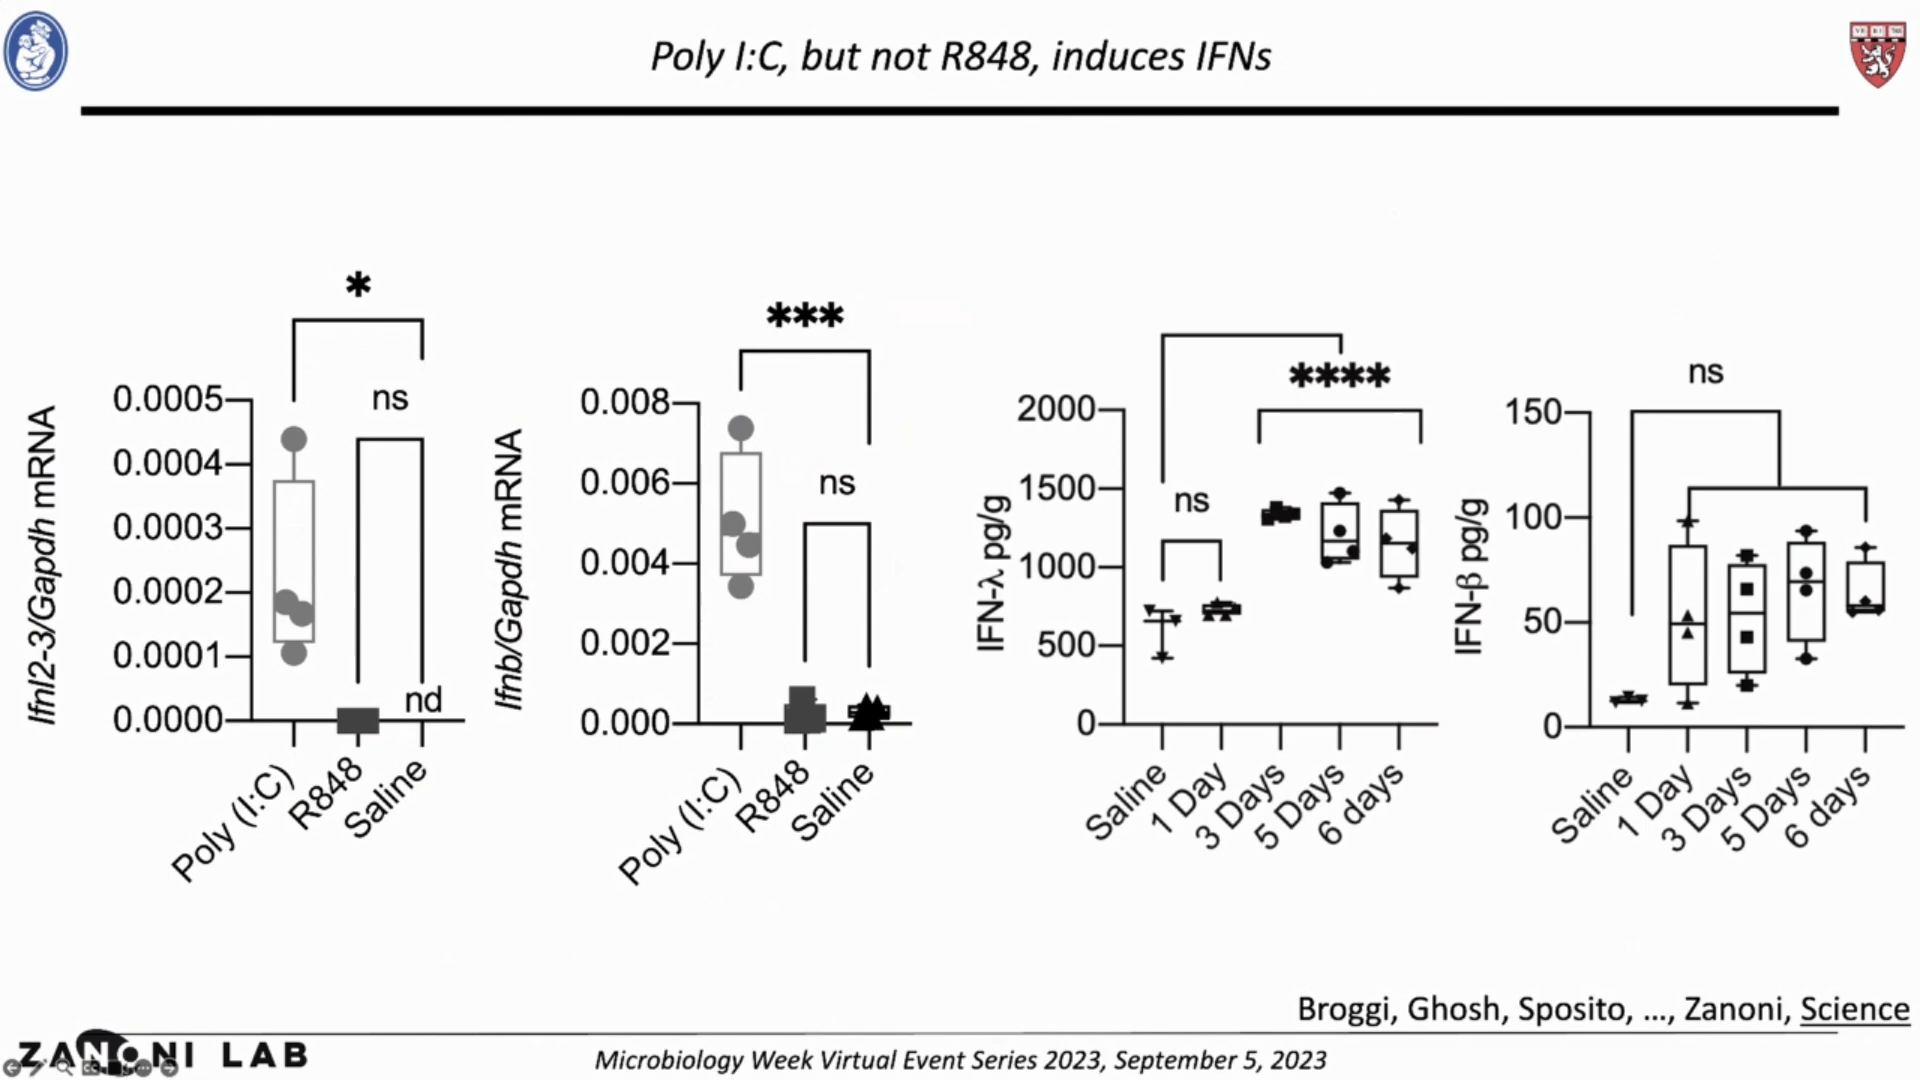 Poly I:C, but not R848, induces IFNs
VE RI TAS
*
ns
nd
Ifnl2-3/Gapdh mRNA
0.0005
0.0004
0.0003
0.0002
0.0001
0.0000
Poly (I:C)
R848
Saline
***
ns
Ifnb/Gapdh mRNA
0.008
0.006
0.004
0.002
0.000
Poly (I:C)
R848
Saline
****
ns
IFN-λ pg/g
2000
1500
1000
500
0
Saline
1 Day
3 Days
5 Days
6 days
ns
IFN-β pg/g
150
100
50
0
Saline
1 Day
3 Days
5 Days
6 days
Broggi, Ghosh, Sposito, ..., Zanoni, Science
ZANONI LAB
Microbiology Week Virtual Event Series 2023, September 5, 2023